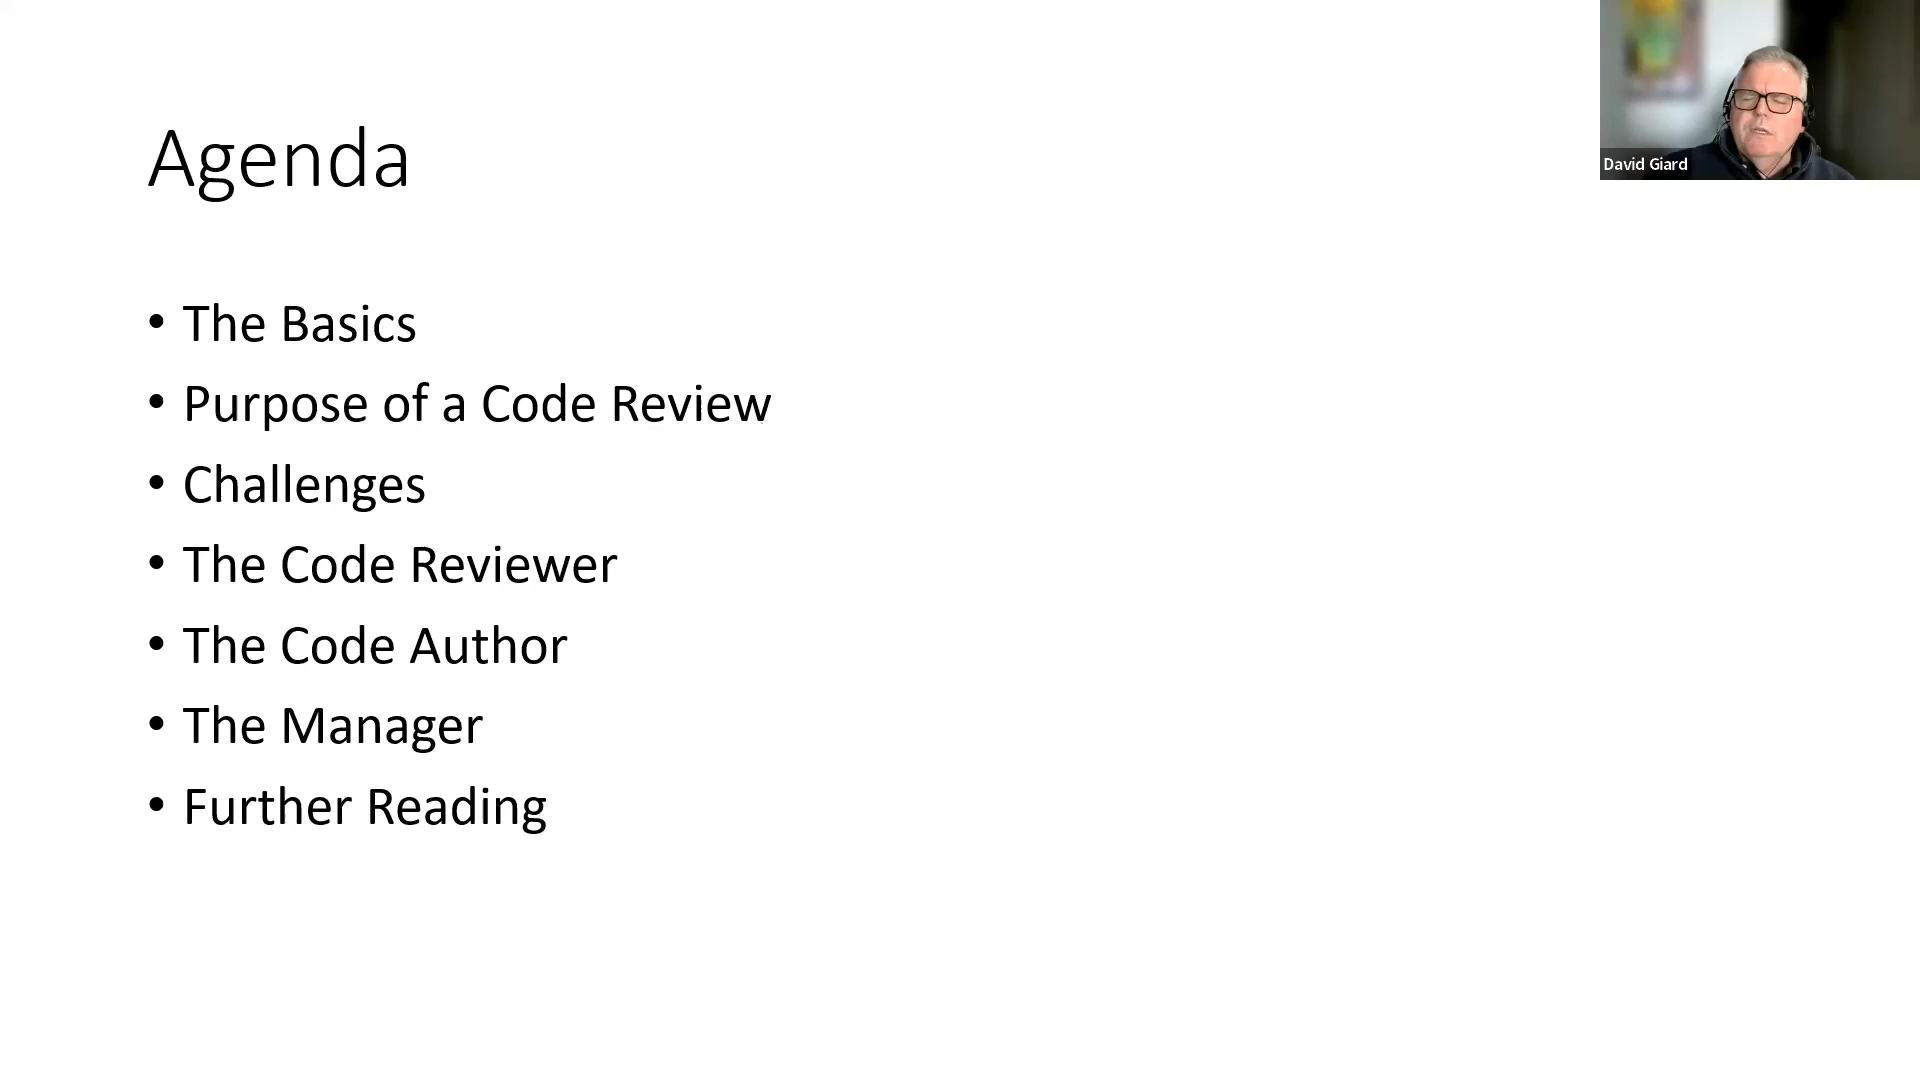 Agenda
David Giard
• The Basics
• Purpose of a Code Review
• Challenges
• The Code Reviewer
• The Code Author
• The Manager
• Further Reading